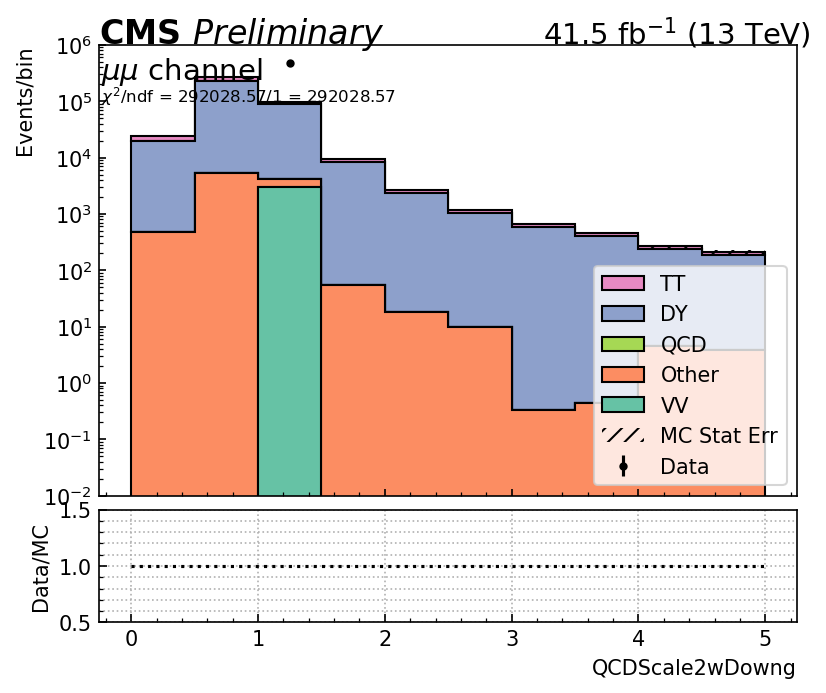 CMS Preliminary 41.5 fb⁻¹ (13 TeV)
μμ channel
χ²/ndf = 292028.57/1 = 292028.57
Events/bin
10⁶
10⁵
10⁴
10³
10²
10¹
10⁰
10⁻¹
10⁻²
TT
DY
QCD
Other
VV
MC Stat Err
Data
Data/MC
1.5
1.0
0.5
0 1 2 3 4 5
QCDScale2wDowng